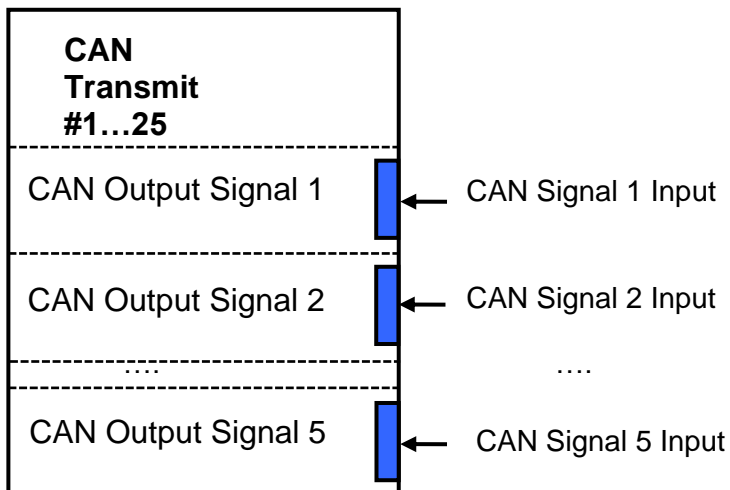 CAN
Transmit
#1…25
CAN Output Signal 1
CAN Signal 1 Input
CAN Output Signal 2
CAN Signal 2 Input
….
….
CAN Output Signal 5
CAN Signal 5 Input